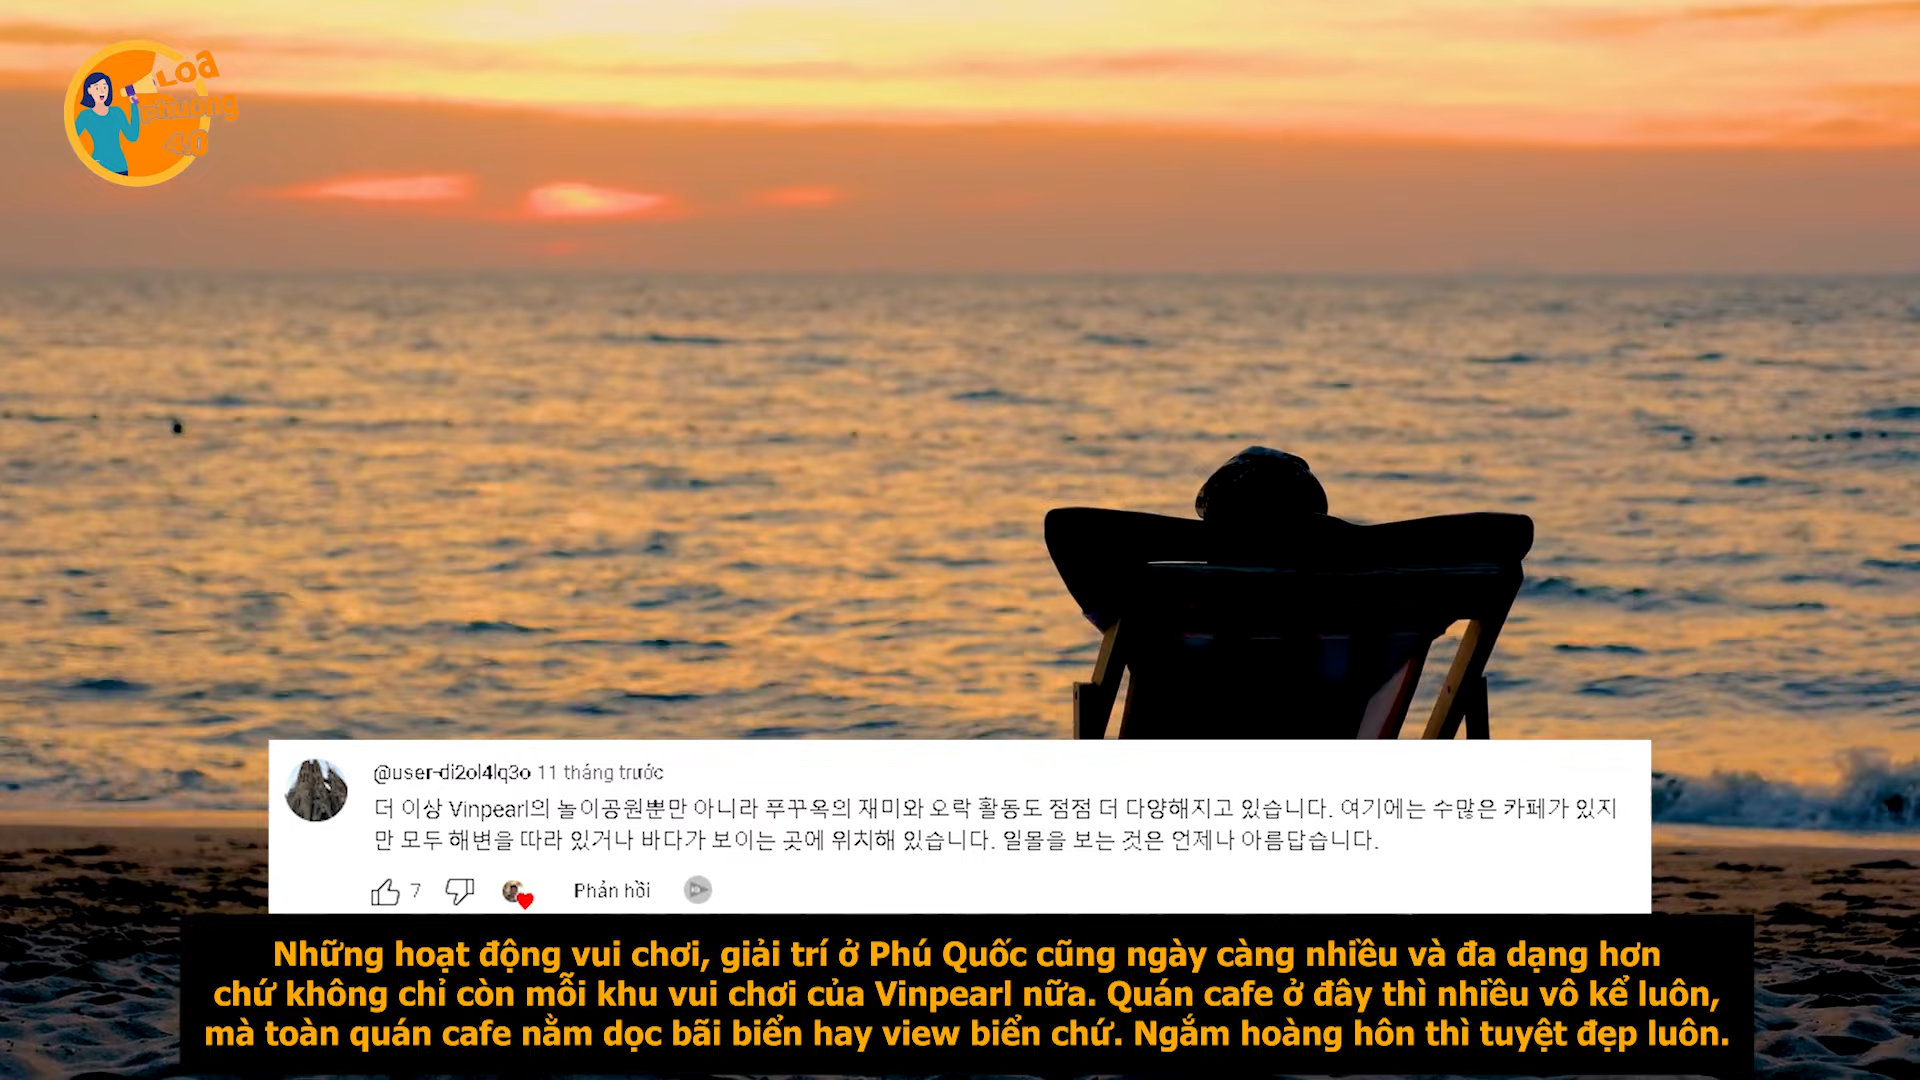 Loa
phường
4.0
@user-di2ol4lq3o 11 tháng trước
더 이상 Vinpearl의 놀이공원뿐만 아니라 푸꾸옥의 재미와 오락 활동도 점점 더 다양해지고 있습니다. 여기에는 수많은 카페가 있지
만 모두 해변을 따라 있거나 바다가 보이는 곳에 위치해 있습니다. 일몰을 보는 것은 언제나 아름답습니다.
7 Phản hồi
Những hoạt động vui chơi, giải trí ở Phú Quốc cũng ngày càng nhiều và đa dạng hơn
chứ không chỉ còn mỗi khu vui chơi của Vinpearl nữa. Quán cafe ở đây thì nhiều vô kể luôn,
mà toàn quán cafe nằm dọc bãi biển hay view biển chứ. Ngắm hoàng hôn thì tuyệt đẹp luôn.